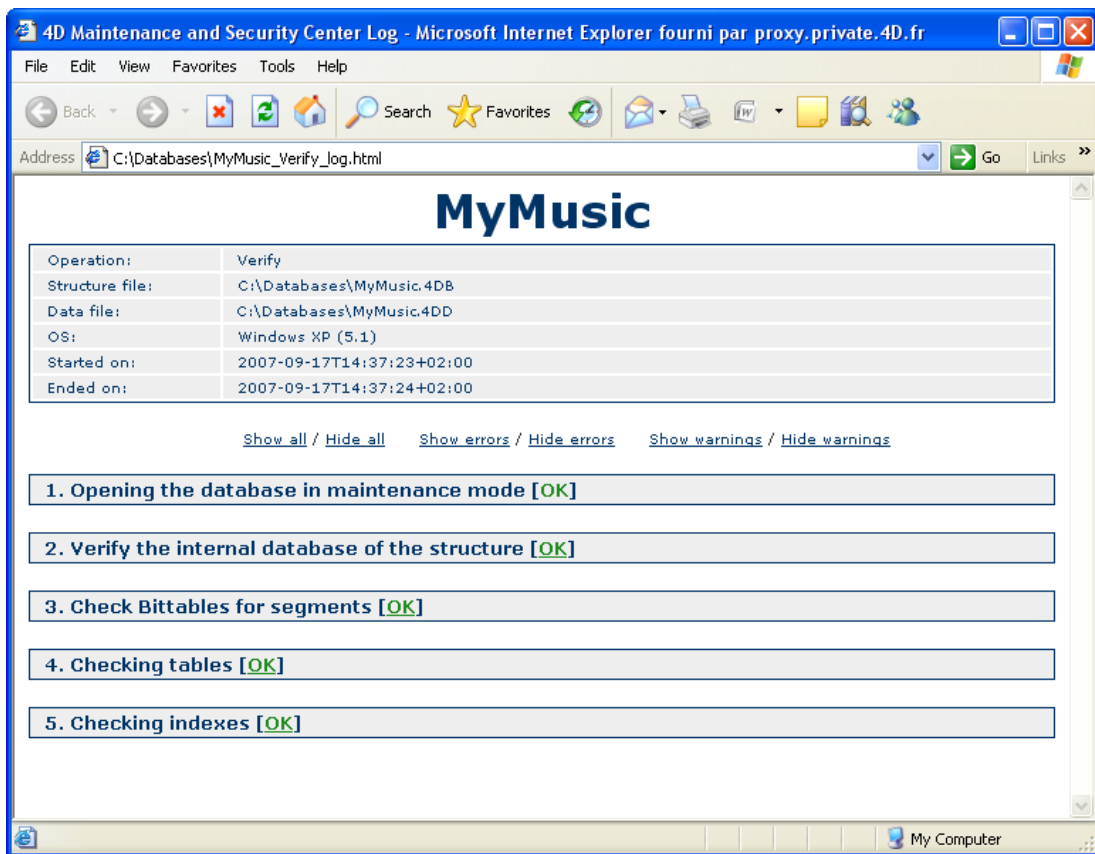 4D Maintenance and Security Center Log - Microsoft Internet Explorer fourni par proxy.private.4D.fr
File Edit View Favorites Tools Help
Back Search Favorites
Address C:\Databases\MyMusic_Verify_log.html Go Links »
MyMusic
Operation: Verify
Structure file: C:\Databases\MyMusic.4DB
Data file: C:\Databases\MyMusic.4DD
OS: Windows XP (5.1)
Started on: 2007-09-17T14:37:23+02:00
Ended on: 2007-09-17T14:37:24+02:00
Show all / Hide all Show errors / Hide errors Show warnings / Hide warnings
1. Opening the database in maintenance mode [OK]
2. Verify the internal database of the structure [OK]
3. Check Bittables for segments [OK]
4. Checking tables [OK]
5. Checking indexes [OK]
My Computer